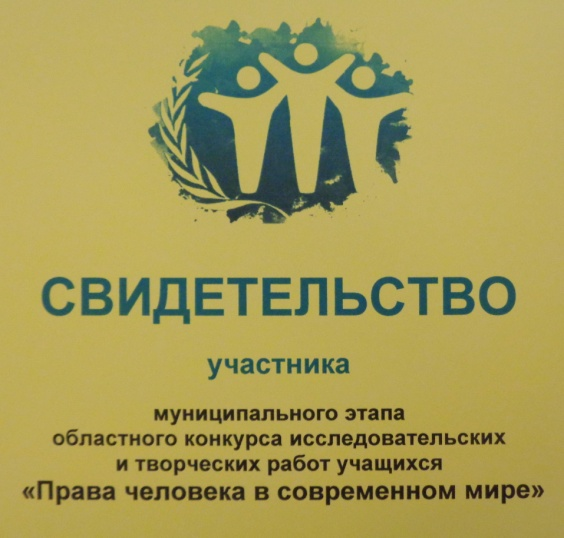 СВИДЕТЕЛЬСТВО
участника
муниципального этапа
областного конкурса исследовательских
и творческих работ учащихся
«Права человека в современном мире»